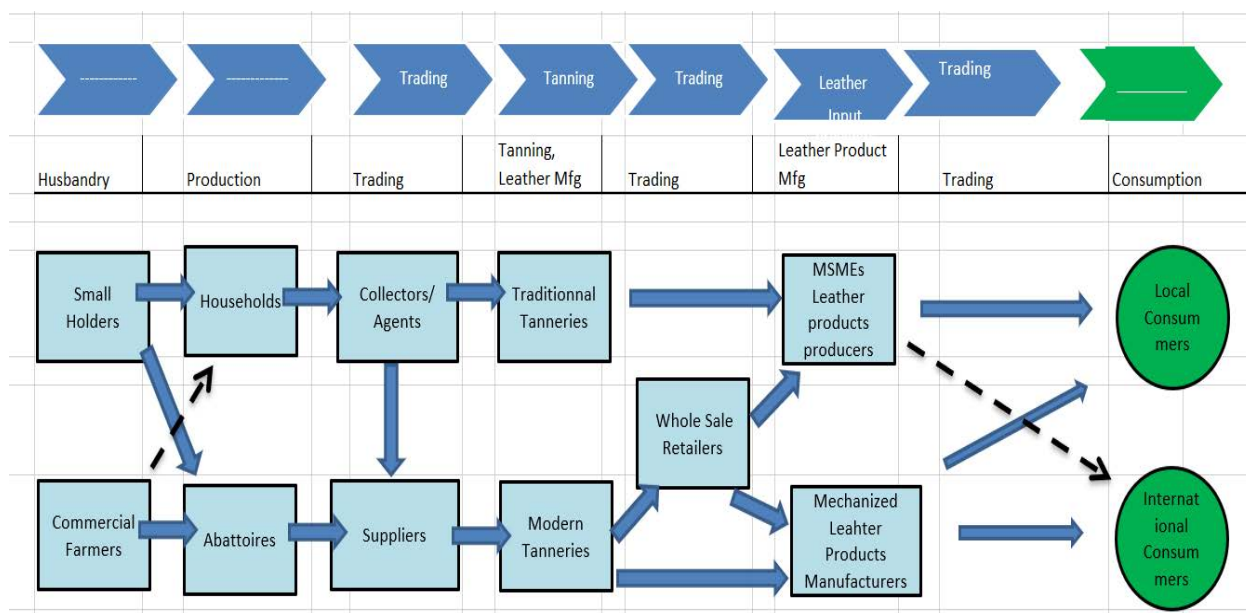 ------------
-------------
Trading
Tanning
Trading
Leather
Input
Trading
____________
Husbandry
Production
Trading
Tanning,
Leather Mfg
Trading
Leather Product
Mfg
Trading
Consumption
Small
Holders
Households
Collectors/
Agents
Traditionnal
Tanneries
MSMEs
Leather
products
producers
Local
Consum
mers
Whole Sale
Retailers
Commercial
Farmers
Abattoires
Suppliers
Modern
Tanneries
Mechanized
Leahter
Products
Manufacturers
Internat
ional
Consum
mers